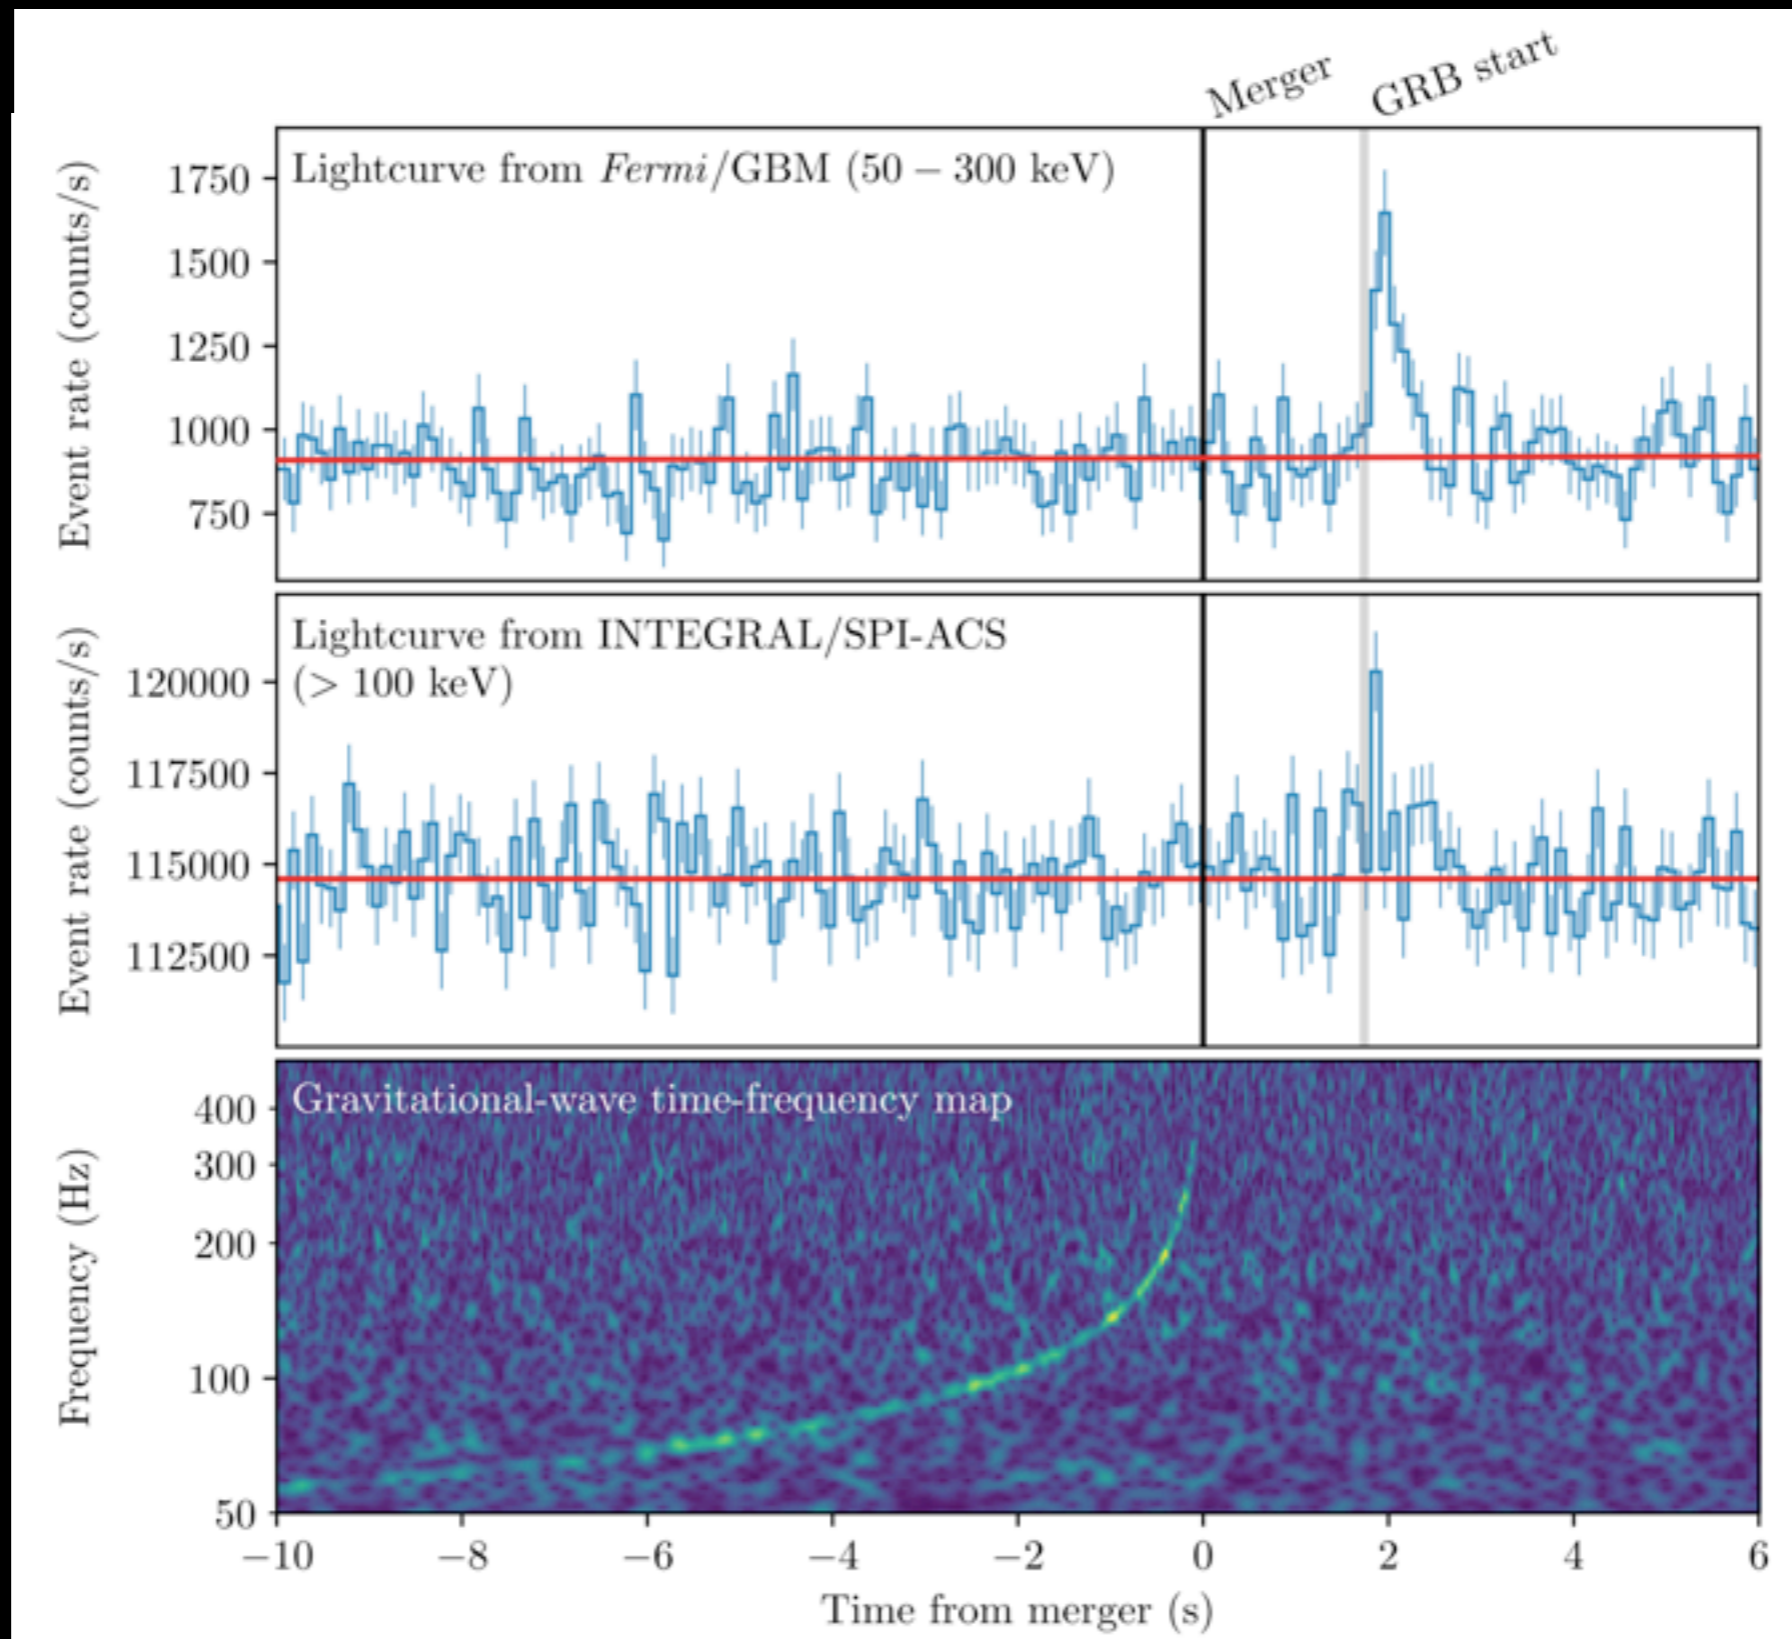 Merger
GRB start
Lightcurve from Fermi/GBM (50 – 300 keV)
Event rate (counts/s)
1750
1500
1250
1000
750
Lightcurve from INTEGRAL/SPI-ACS
(> 100 keV)
Event rate (counts/s)
120000
117500
115000
112500
Gravitational-wave time-frequency map
Frequency (Hz)
400
300
200
100
50
−10 −8 −6 −4 −2 0 2 4 6
Time from merger (s)